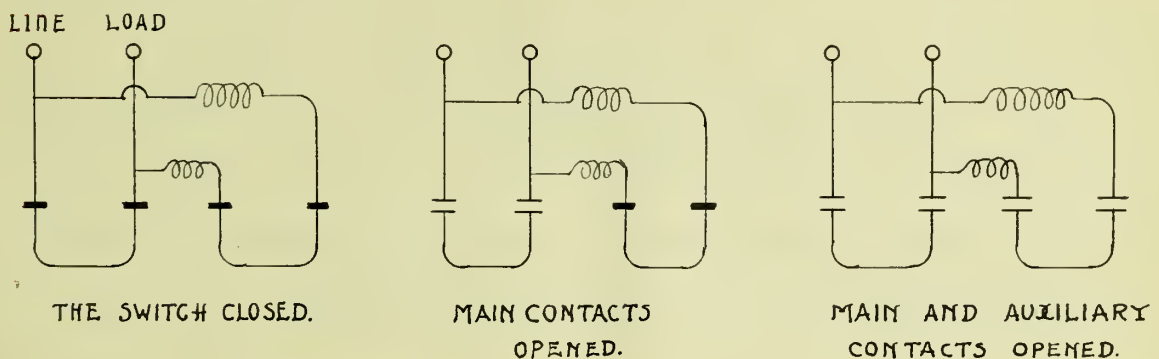 LINE LOAD
THE SWITCH CLOSED.
MAIN CONTACTS
OPENED.
MAIN AND AUXILIARY
CONTACTS OPENED.